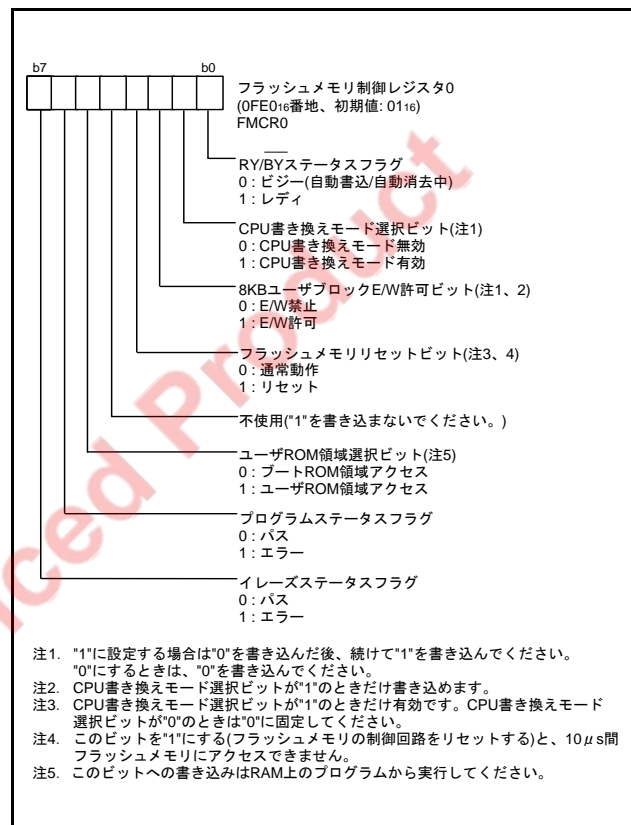 b7 b0
フラッシュメモリ制御レジスタ0
(0FE016番地、初期値: 0116)
FMCR0
RY/BYステータスフラグ
0 : ビジー(自動書込/自動消去中)
1 : レディ
CPU書き換えモード選択ビット(注1)
0 : CPU書き換えモード無効
1 : CPU書き換えモード有効
8KBユーザブロックE/W許可ビット(注1、2)
0 : E/W禁止
1 : E/W許可
フラッシュメモリリセットビット(注3、4)
0 : 通常動作
1 : リセット
不使用("1"を書き込まないでください。)
ユーザROM領域選択ビット(注5)
0 : ブートROM領域アクセス
1 : ユーザROM領域アクセス
プログラムステータスフラグ
0 : パス
1 : エラー
イレーズステータスフラグ
0 : パス
1 : エラー
注1. "1"に設定する場合は"0"を書き込んだ後、続けて"1"を書き込んでください。
"0"にするときは、"0"を書き込んでください。
注2. CPU書き換えモード選択ビットが"1"のときだけ書き込めます。
注3. CPU書き換えモード選択ビットが"1"のときだけ有効です。CPU書き換えモード
選択ビットが"0"のときは"0"に固定してください。
注4. このビットを"1"にする(フラッシュメモリの制御回路をリセットする)と、10μs間
フラッシュメモリにアクセスできません。
注5. このビットへの書き込みはRAM上のプログラムから実行してください。
nced Product